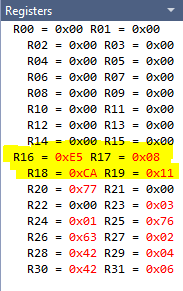 Registers
R00 = 0x00 R01 = 0x00
R02 = 0x00 R03 = 0x00
R04 = 0x00 R05 = 0x00
R06 = 0x00 R07 = 0x00
R08 = 0x00 R09 = 0x00
R10 = 0x00 R11 = 0x00
R12 = 0x00 R13 = 0x00
R14 = 0x00 R15 = 0x00
R16 = 0xE5 R17 = 0x08
R18 = 0xCA R19 = 0x11
R20 = 0x77 R21 = 0x00
R22 = 0x00 R23 = 0x03
R24 = 0x01 R25 = 0x76
R26 = 0x63 R27 = 0x02
R28 = 0x42 R29 = 0x04
R30 = 0x42 R31 = 0x06